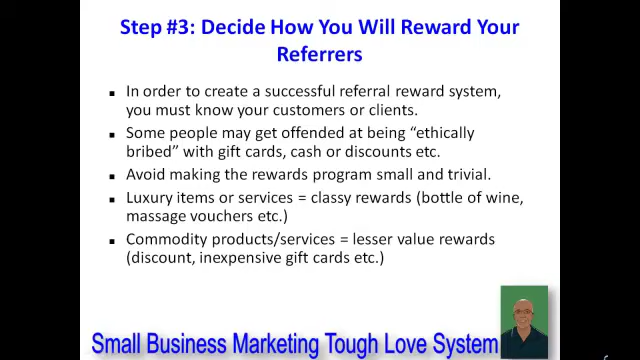 Step #3: Decide How You Will Reward Your
Referrers
In order to create a successful referral reward system,
you must know your customers or clients.
Some people may get offended at being “ethically
bribed” with gift cards, cash or discounts etc.
Avoid making the rewards program small and trivial.
Luxury items or services = classy rewards (bottle of wine,
massage vouchers etc.)
Commodity products/services = lesser value rewards
(discount, inexpensive gift cards etc.)
Small Business Marketing Tough Love System